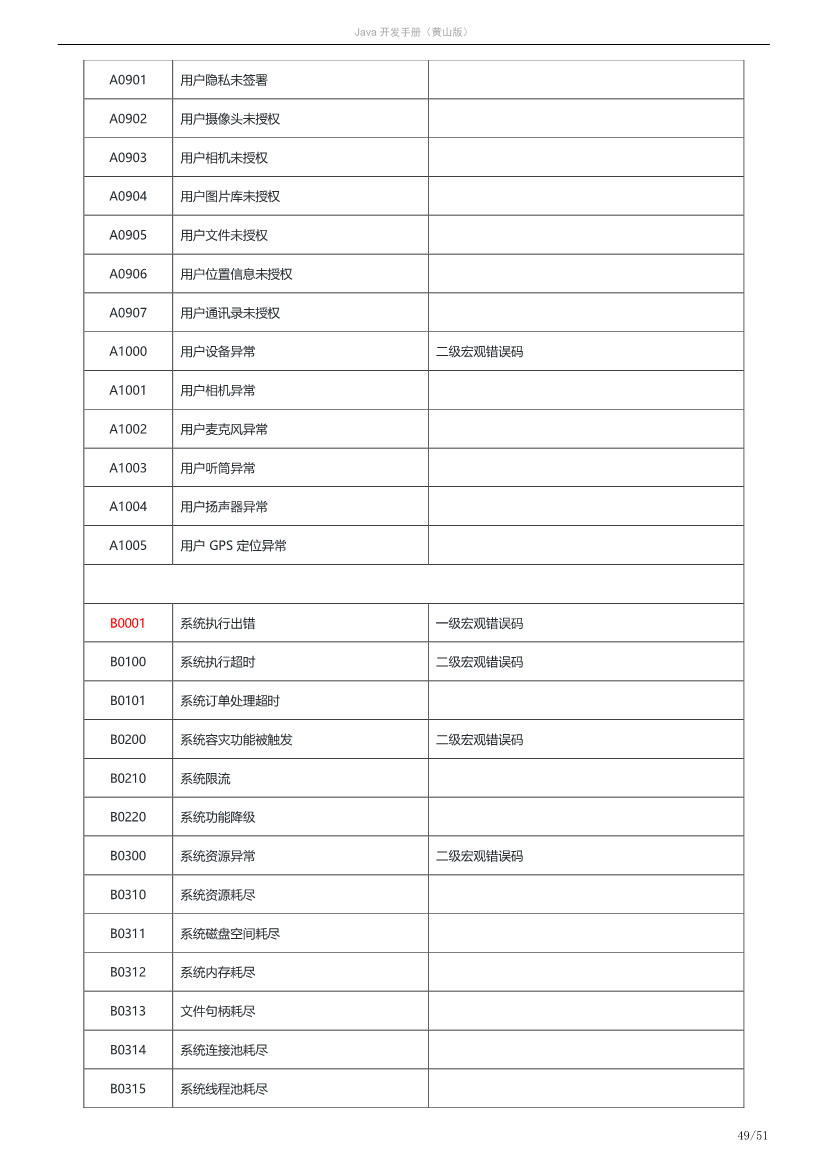 Java 开发手册（黄山版）
A0901 用户隐私未签署
A0902 用户摄像头未授权
A0903 用户相机未授权
A0904 用户图片库未授权
A0905 用户文件未授权
A0906 用户位置信息未授权
A0907 用户通讯录未授权
A1000 用户设备异常 二级宏观错误码
A1001 用户相机异常
A1002 用户麦克风异常
A1003 用户听筒异常
A1004 用户扬声器异常
A1005 用户 GPS 定位异常
B0001 系统执行出错 一级宏观错误码
B0100 系统执行超时 二级宏观错误码
B0101 系统订单处理超时
B0200 系统容灾功能被触发 二级宏观错误码
B0210 系统限流
B0220 系统功能降级
B0300 系统资源异常 二级宏观错误码
B0310 系统资源耗尽
B0311 系统磁盘空间耗尽
B0312 系统内存耗尽
B0313 文件句柄耗尽
B0314 系统连接池耗尽
B0315 系统线程池耗尽
49/51